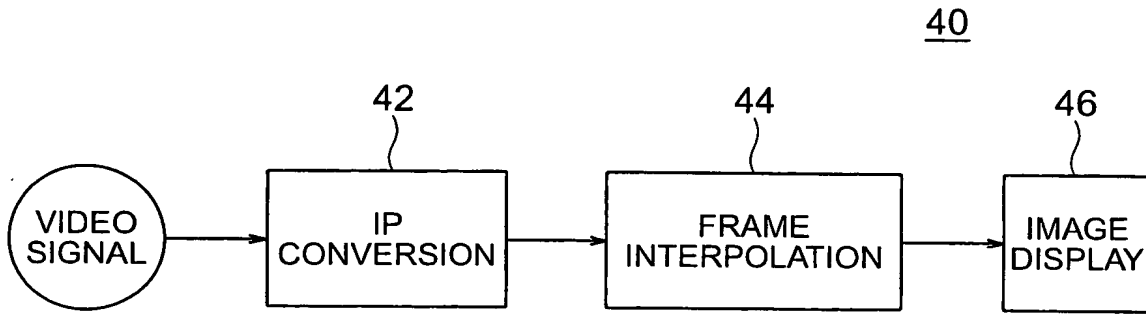 40
42
44
46
VIDEO
SIGNAL
IP
CONVERSION
FRAME
INTERPOLATION
IMAGE
DISPLAY